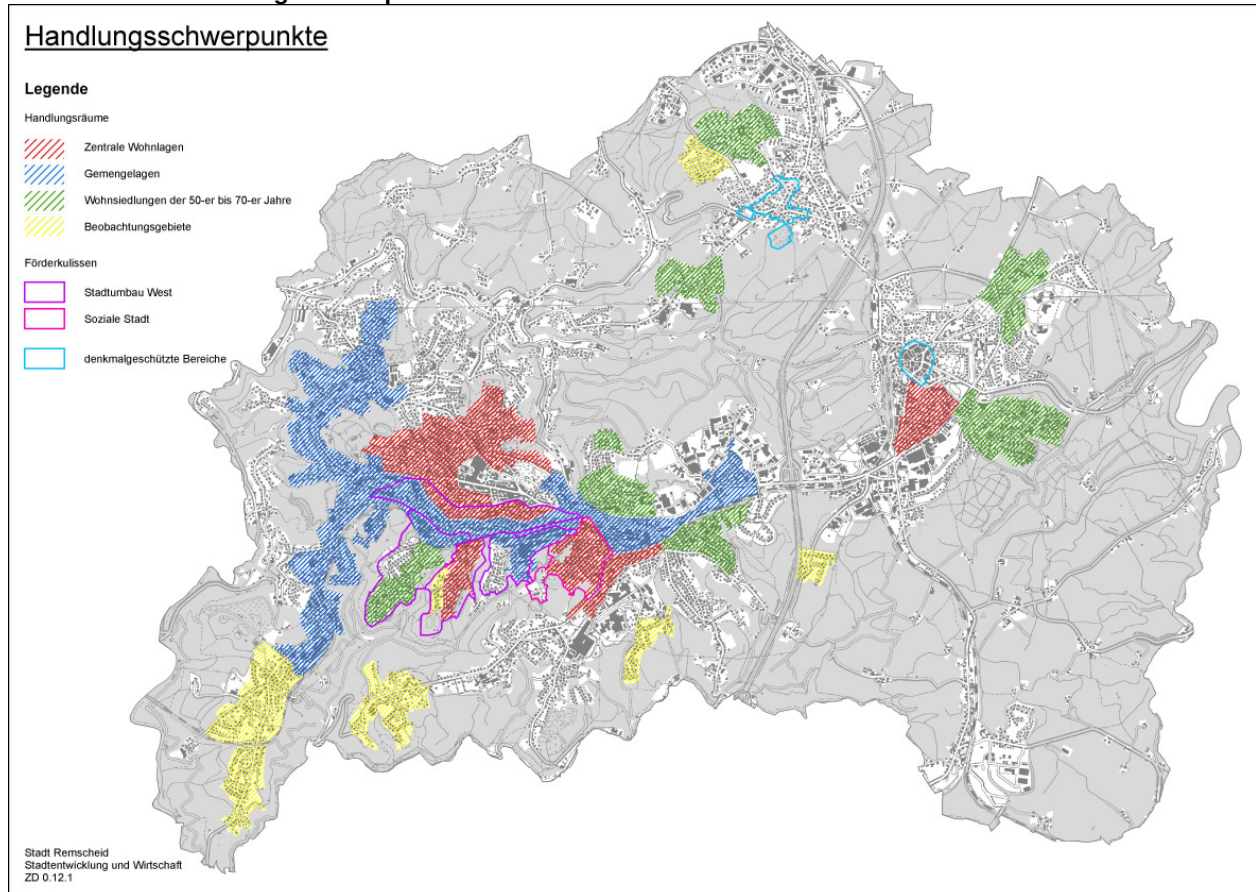 Handlungsschwerpunkte
Legende
Handlungsräume
Zentrale Wohnlagen
Gemengelagen
Wohnsiedlungen der 50-er bis 70-er Jahre
Beobachtungsgebiete
Förderkulissen
Stadtumbau West
Soziale Stadt
denkmalgeschützte Bereiche
Stadt Remscheid
Stadtentwicklung und Wirtschaft
ZD 0.12.1